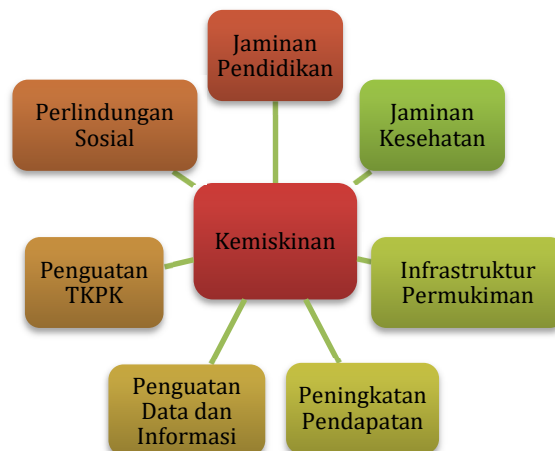 Jaminan
Pendidikan
Jaminan
Kesehatan
Infrastruktur
Permukiman
Peningkatan
Pendapatan
Penguatan
Data dan
Informasi
Penguatan
TKPK
Perlindungan
Sosial
Kemiskinan